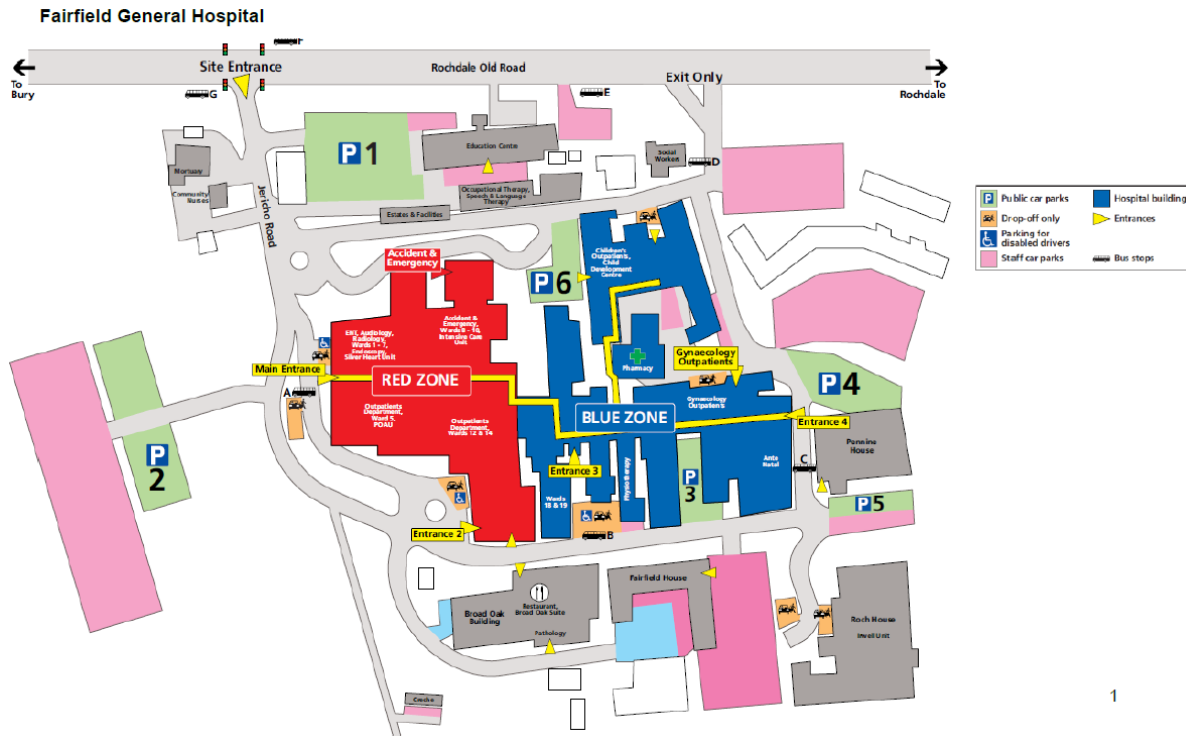 Fairfield General Hospital
F
Site Entrance
Rochdale Old Road
Exit Only
To
Bury
To
Rochdale
G
E
P 1
Education Centre
Social
Workers
D
Mortuary
Community
Nurses
Jericho Road
Occupational Therapy,
Speech & Language
Therapy
Estates & Facilities
P Public car parks
Drop-off only
Parking for
disabled drivers
Staff car parks
Hospital building
Entrances
Bus stops
Accident &
Emergency
Children's
Outpatients,
Child
Development
Centre
P 6
ENT, Audiology,
Radiology,
Wards 1 - 7,
Endoscopy,
Silver Heart Unit
Accident &
Emergency,
Intensive Care
Unit
Pharmacy
Gynaecology
Outpatients
Main Entrance
RED ZONE
P 4
A
Gynaecology
Outpatients
BLUE ZONE
Outpatients
Department,
Ward 5,
POAU
Outpatients
Department,
Wards 12 & 14
Entrance 4
Pennine
House
P
2
Entrance 3
Physiotherapy
Ante
Natal
C
P
3
Wards
18 & 19
P 5
Entrance 2
B
Restaurant,
Broad Oak Suite
Broad Oak
Building
Pathology
Fairfield House
Roch House
Irwell Unit
Creche
1